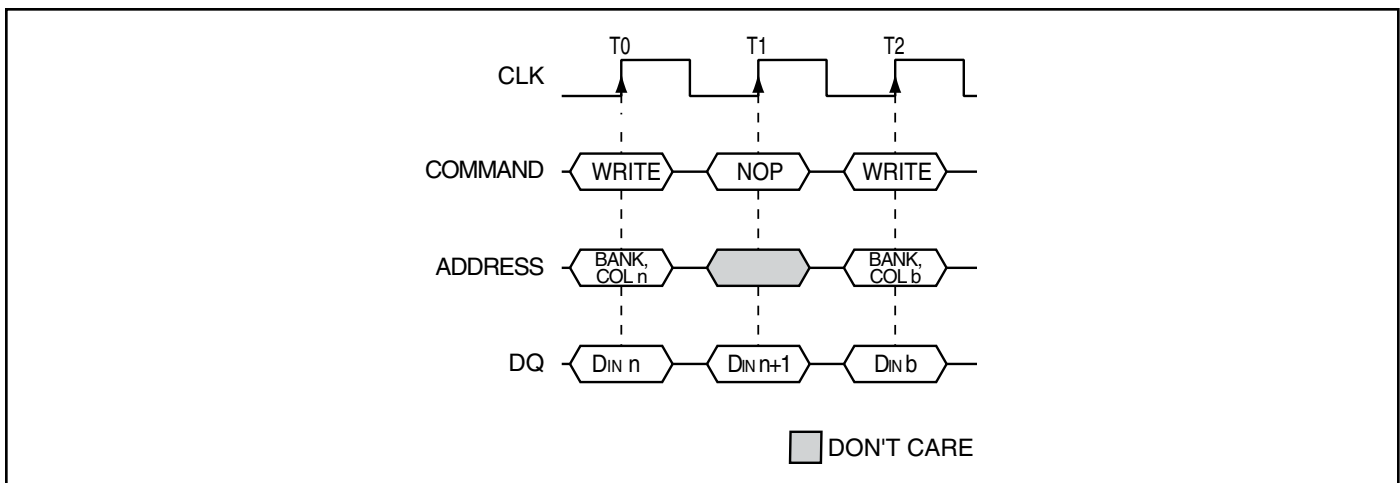 T0 T1 T2
CLK
COMMAND WRITE NOP WRITE
ADDRESS BANK, COL n BANK, COL b
DQ DIN n DIN n+1 DIN b
DON'T CARE